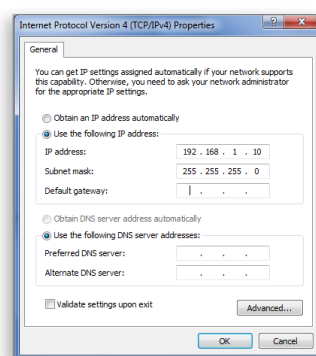 Internet Protocol Version 4 (TCP/IPv4) Properties
General
You can get IP settings assigned automatically if your network supports
this capability. Otherwise, you need to ask your network administrator
for the appropriate IP settings.
Obtain an IP address automatically
Use the following IP address:
IP address: 192 . 168 . 1 . 10
Subnet mask: 255 . 255 . 255 . 0
Default gateway: . . .
Obtain DNS server address automatically
Use the following DNS server addresses:
Preferred DNS server: . . .
Alternate DNS server: . . .
Validate settings upon exit Advanced...
OK Cancel